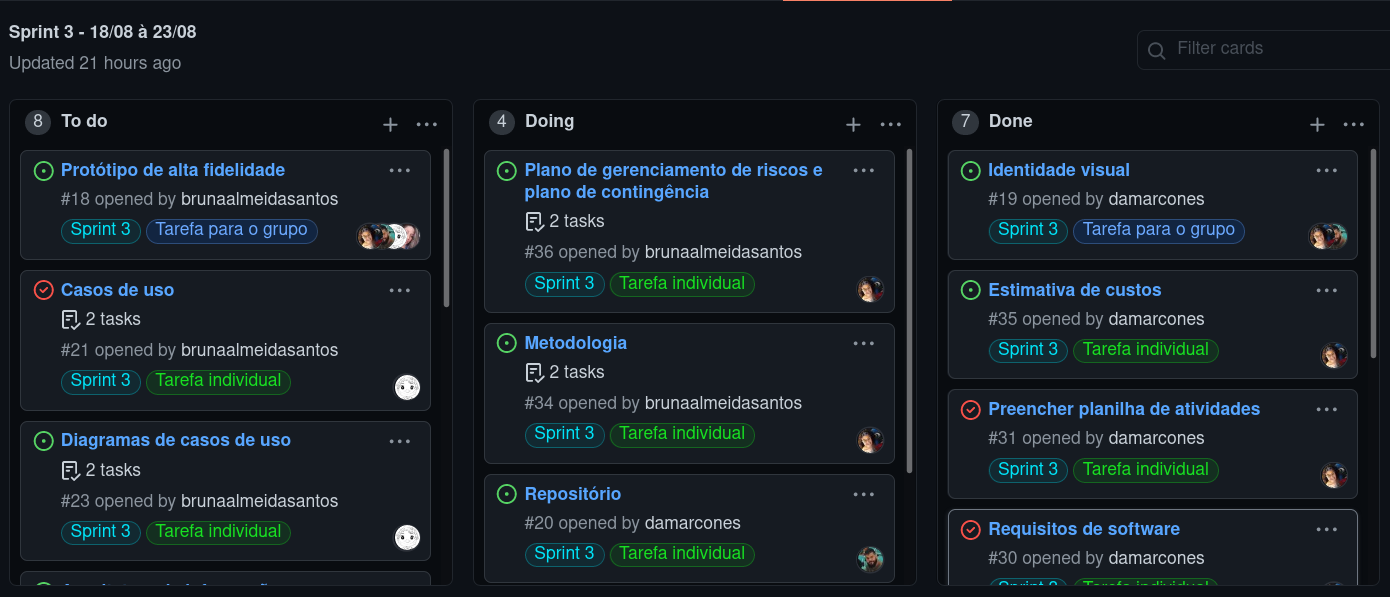 Sprint 3 - 18/08 à 23/08
Updated 21 hours ago
Filter cards
8 To do
Protótipo de alta fidelidade
#18 opened by brunaalmeidasantos
Sprint 3 Tarefa para o grupo
Casos de uso
2 tasks
#21 opened by brunaalmeidasantos
Sprint 3 Tarefa individual
Diagramas de casos de uso
2 tasks
#23 opened by brunaalmeidasantos
Sprint 3 Tarefa individual
4 Doing
Plano de gerenciamento de riscos e
plano de contingência
2 tasks
#36 opened by brunaalmeidasantos
Sprint 3 Tarefa individual
Metodologia
2 tasks
#34 opened by brunaalmeidasantos
Sprint 3 Tarefa individual
Repositório
#20 opened by damarcones
Sprint 3 Tarefa individual
7 Done
Identidade visual
#19 opened by damarcones
Sprint 3 Tarefa para o grupo
Estimativa de custos
#35 opened by damarcones
Sprint 3 Tarefa individual
Preencher planilha de atividades
#31 opened by damarcones
Sprint 3 Tarefa individual
Requisitos de software
#30 opened by damarcones
Sprint 3 Tarefa individual